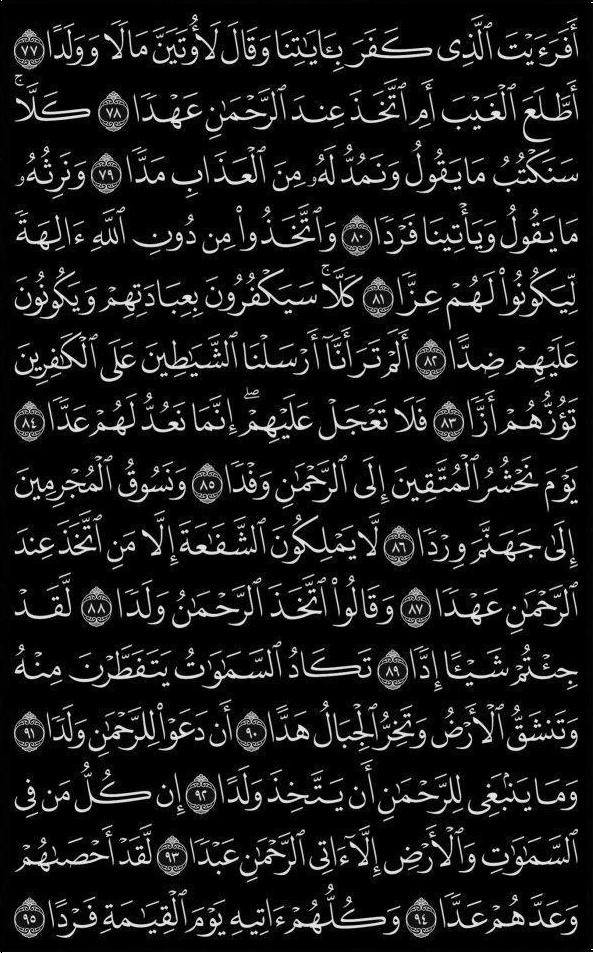 أَفَرَءَيْتَ ٱلَّذِى كَفَرَ بِـَٔايَٰتِنَا وَقَالَ لَأُوتَيَنَّ مَالًا وَوَلَدًا ٧٧
أَطَّلَعَ ٱلْغَيْبَ أَمِ ٱتَّخَذَ عِندَ ٱلرَّحْمَٰنِ عَهْدًا ٧٨ كَلَّا ۚ
سَنَكْتُبُ مَا يَقُولُ وَنَمُدُّ لَهُۥ مِنَ ٱلْعَذَابِ مَدًّا ٧٩ وَنَرِثُهُۥ
مَا يَقُولُ وَيَأْتِينَا فَرْدًا ٨٠ وَٱتَّخَذُوا۟ مِن دُونِ ٱللَّهِ ءَالِهَةً
لِّيَكُونُوا۟ لَهُمْ عِزًّا ٨١ كَلَّا ۚ سَيَكْفُرُونَ بِعِبَادَتِهِمْ وَيَكُونُونَ
عَلَيْهِمْ ضِدًّا ٨٢ أَلَمْ تَرَ أَنَّآ أَرْسَلْنَا ٱلشَّيَٰطِينَ عَلَى ٱلْكَٰفِرِينَ
تَؤُزُّهُمْ أَزًّا ٨٣ فَلَا تَعْجَلْ عَلَيْهِمْ ۖ إِنَّمَا نَعُدُّ لَهُمْ عَدًّا ٨٤
يَوْمَ نَحْشُرُ ٱلْمُتَّقِينَ إِلَى ٱلرَّحْمَٰنِ وَفْدًا ٨٥ وَنَسُوقُ ٱلْمُجْرِمِينَ
إِلَىٰ جَهَنَّمَ وِرْدًا ٨٦ لَّا يَمْلِكُونَ ٱلشَّفَٰعَةَ إِلَّا مَنِ ٱتَّخَذَ عِندَ
ٱلرَّحْمَٰنِ عَهْدًا ٨٧ وَقَالُوا۟ ٱتَّخَذَ ٱلرَّحْمَٰنُ وَلَدًا ٨٨ لَّقَدْ
جِئْتُمْ شَيْـًٔا إِدًّا ٨٩ تَكَادُ ٱلسَّمَٰوَٰتُ يَتَفَطَّرْنَ مِنْهُ
وَتَنشَقُّ ٱلْأَرْضُ وَتَخِرُّ ٱلْجِبَالُ هَدًّا ٩٠ أَن دَعَوْا۟ لِلرَّحْمَٰنِ وَلَدًا ٩١
وَمَا يَنۢبَغِى لِلرَّحْمَٰنِ أَن يَتَّخِذَ وَلَدًا ٩٢ إِن كُلُّ مَن فِى
ٱلسَّمَٰوَٰتِ وَٱلْأَرْضِ إِلَّآ ءَاتِى ٱلرَّحْمَٰنِ عَبْدًا ٩٣ لَّقَدْ أَحْصَىٰهُمْ
وَعَدَّهُمْ عَدًّا ٩٤ وَكُلُّهُمْ ءَاتِيهِ يَوْمَ ٱلْقِيَٰمَةِ فَرْدًا ٩٥